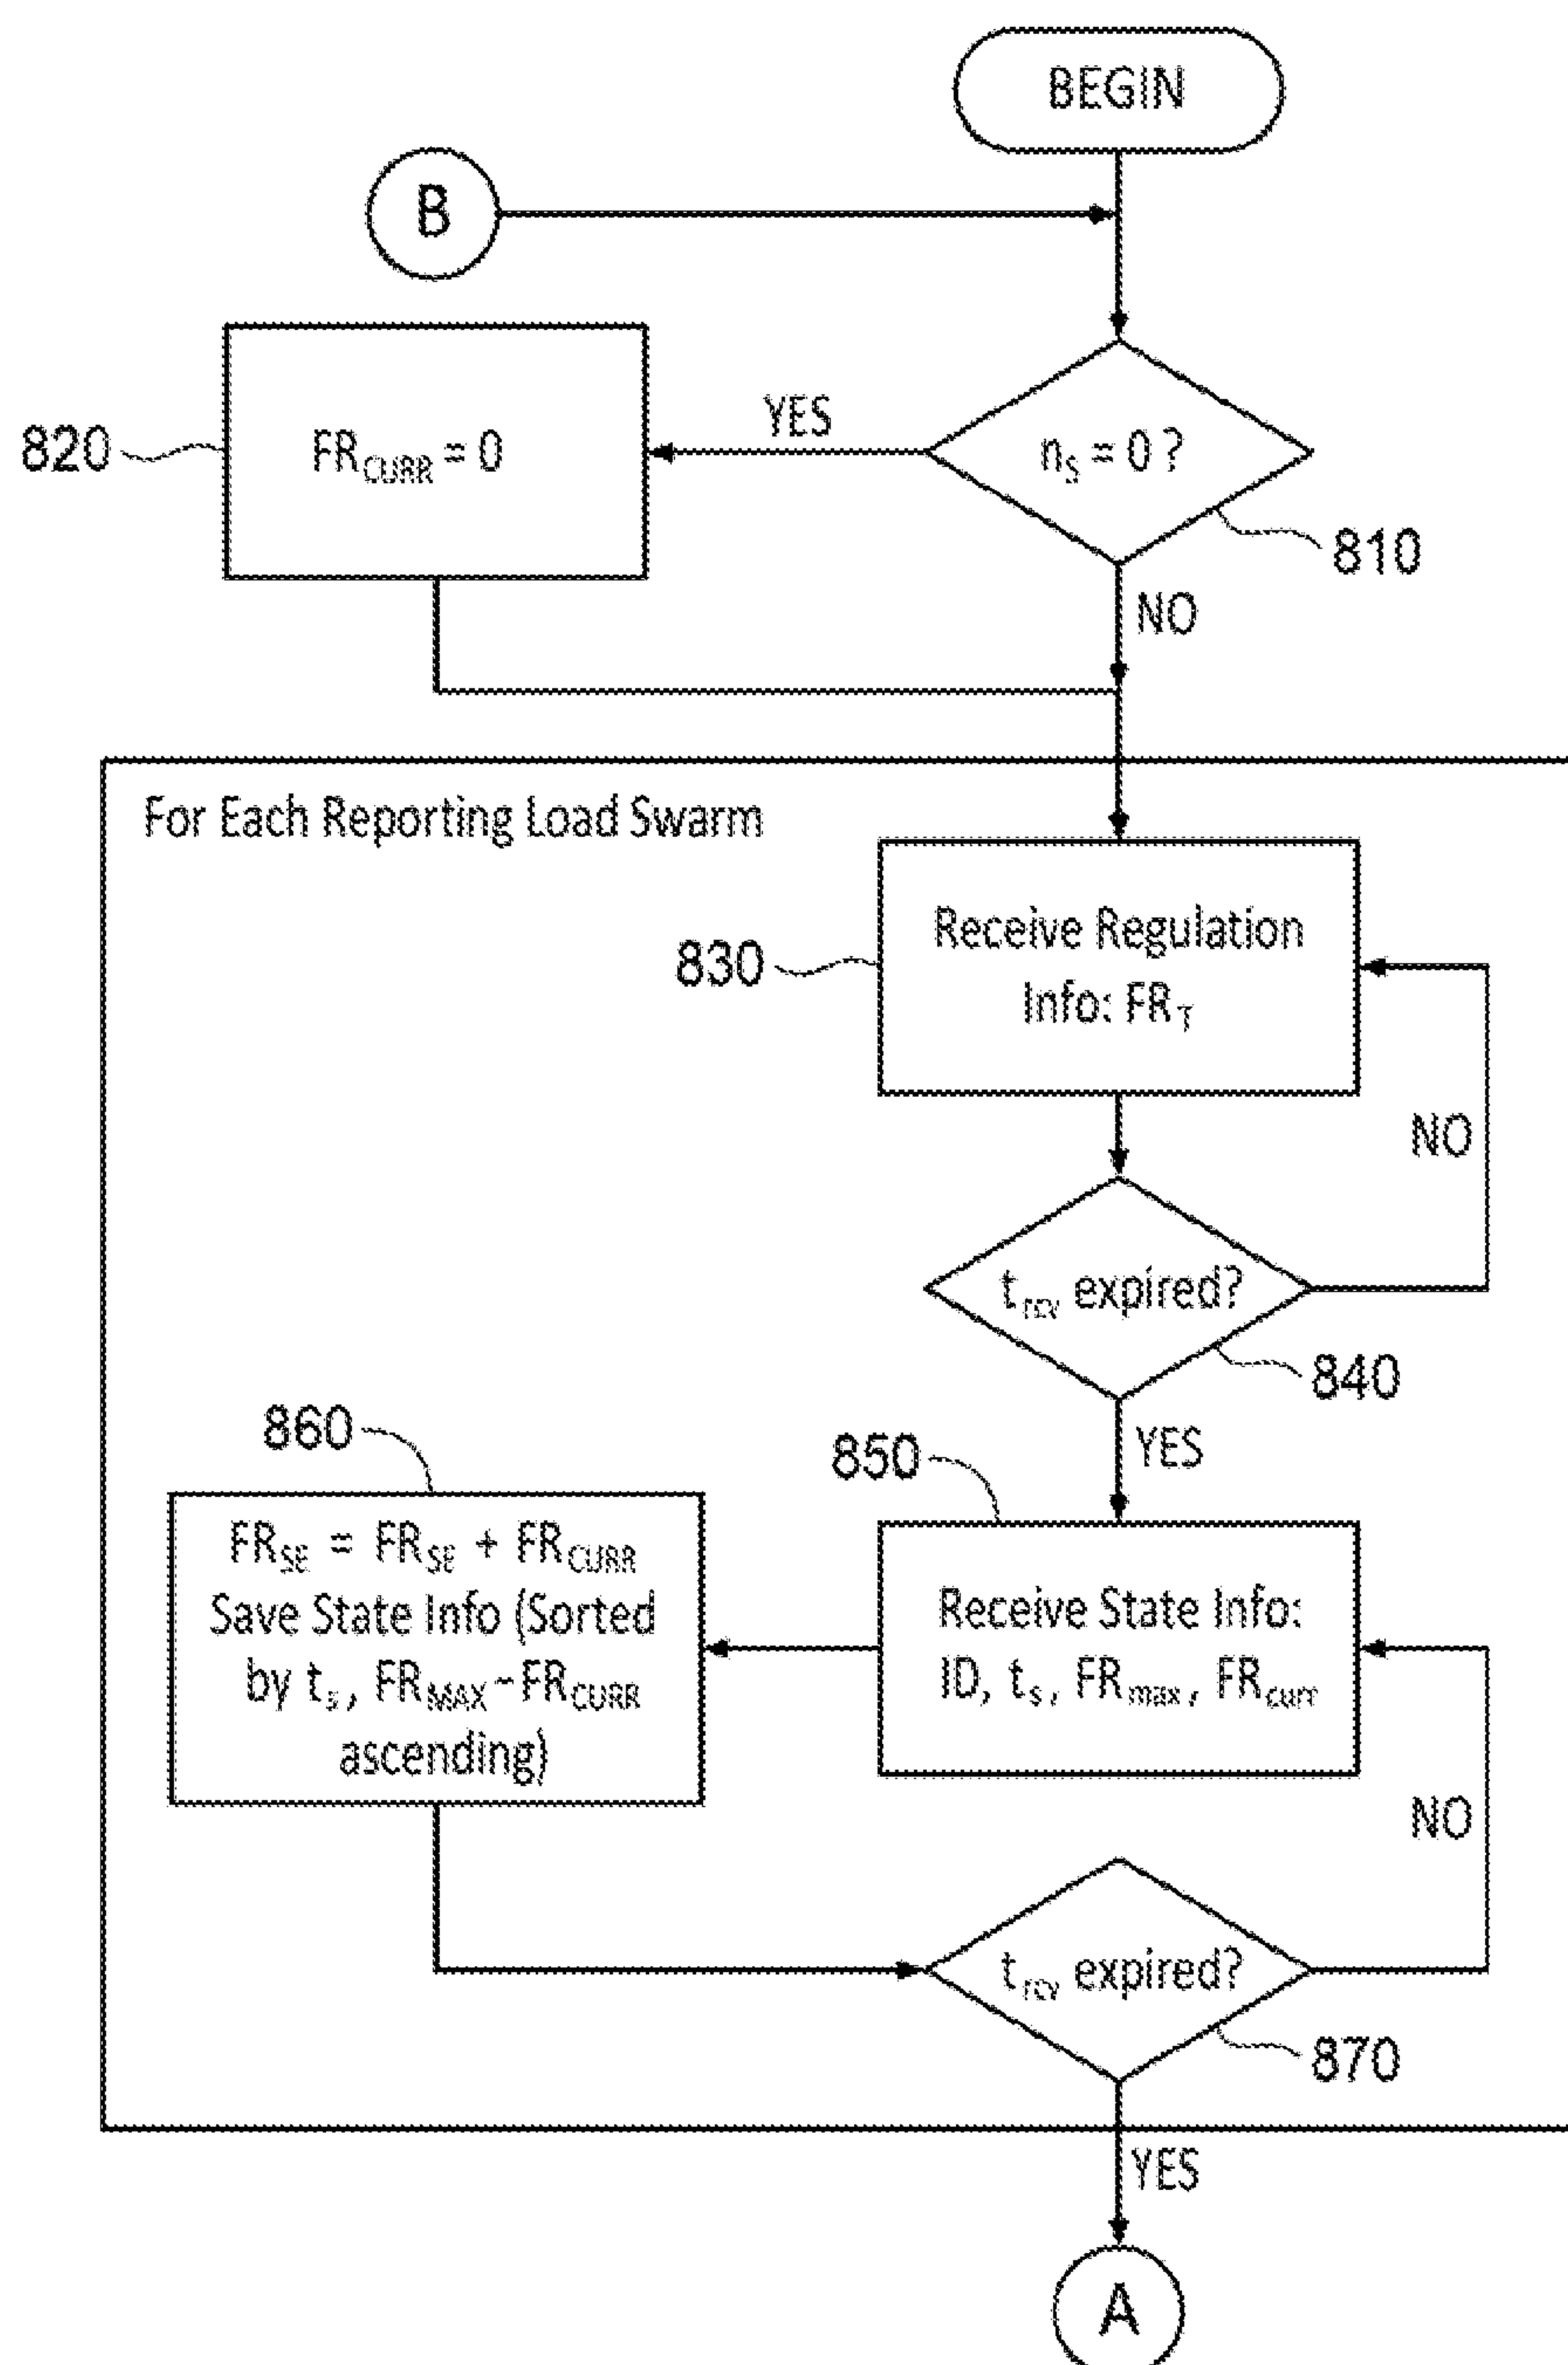 BEGIN
B
820
FR_CURR = 0
YES
n_S = 0 ?
810
NO
For Each Reporting Load Swarm
830
Receive Regulation
Info: FR_T
NO
t_rcv expired?
840
YES
860
850
FR_SE = FR_SE + FR_CURR
Save State Info (Sorted
by t_s, FR_MAX-FR_CURR
ascending)
Receive State Info:
ID, t_s, FR_max, FR_curr
NO
t_rcv expired?
870
YES
A